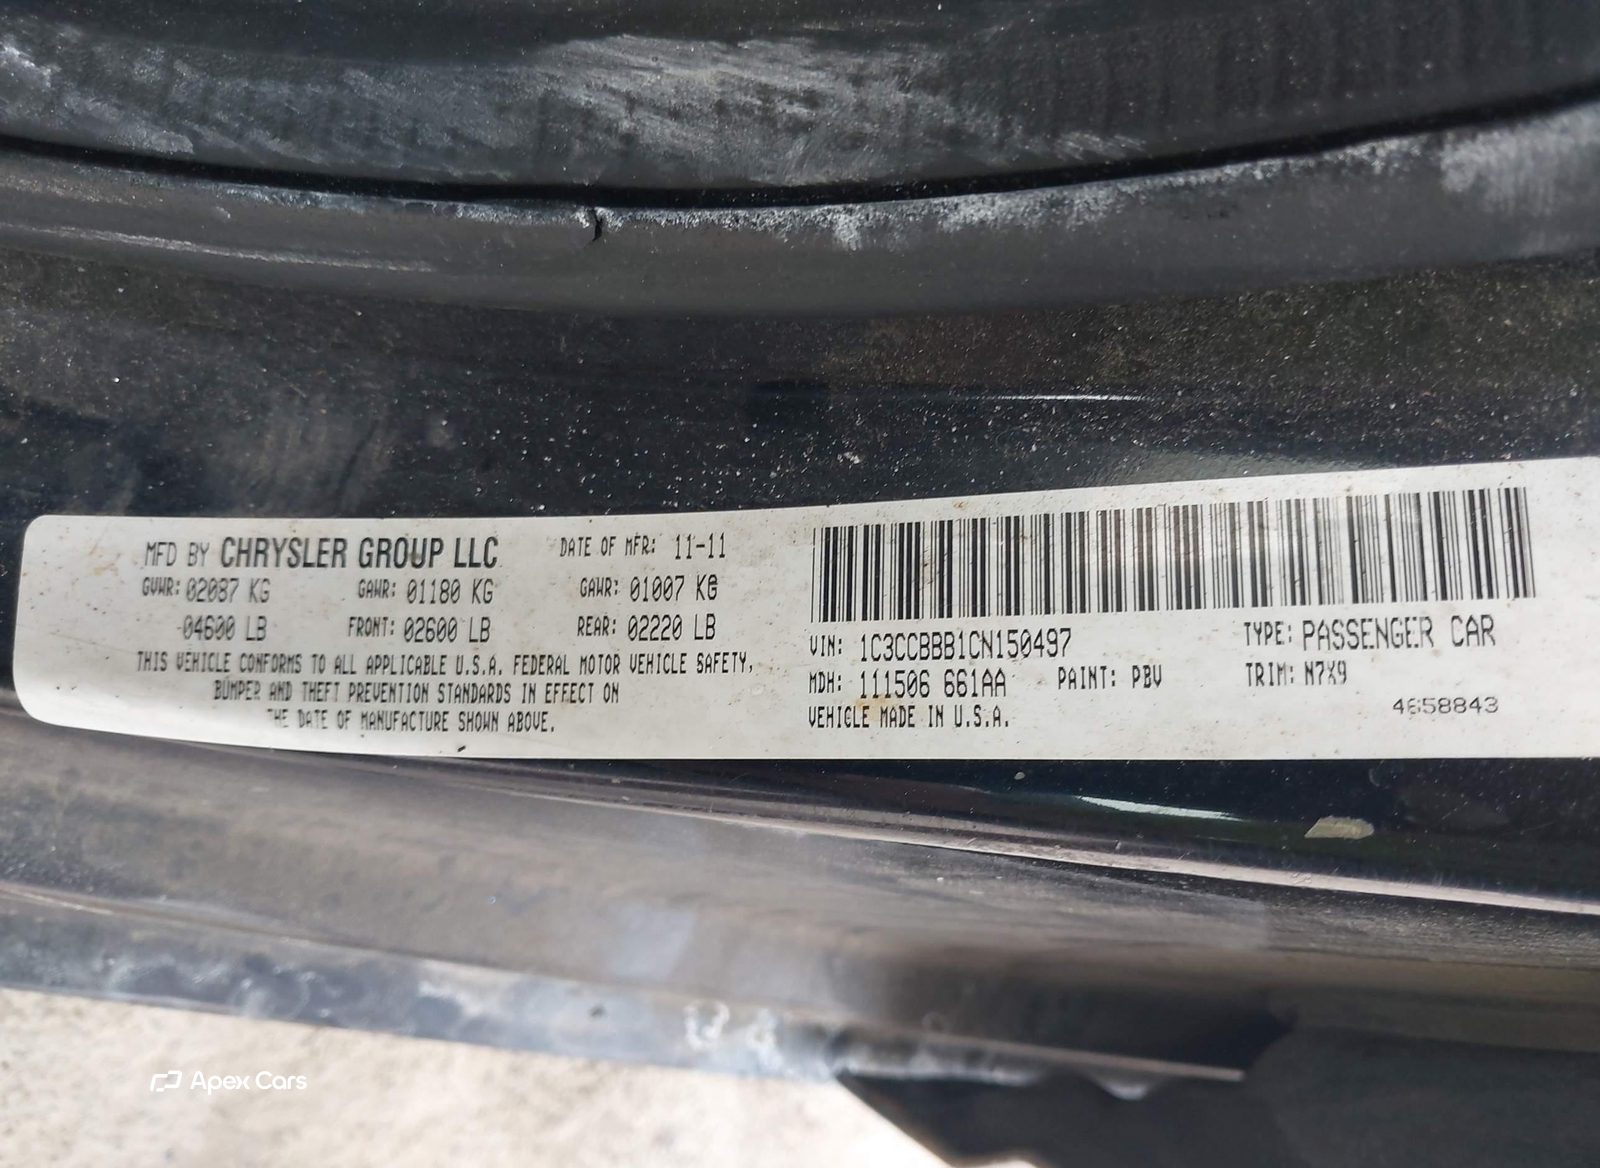 MFD BY CHRYSLER GROUP LLC DATE OF MFR: 11-11
GVWR: 02087 KG GAWR: 01180 KG GAWR: 01007 KG
04600 LB FRONT: 02600 LB REAR: 02220 LB
THIS VEHICLE CONFORMS TO ALL APPLICABLE U.S.A. FEDERAL MOTOR VEHICLE SAFETY,
BUMPER AND THEFT PREVENTION STANDARDS IN EFFECT ON
THE DATE OF MANUFACTURE SHOWN ABOVE.
VIN: 1C3CCBBB1CN150497 TYPE: PASSENGER CAR
MDH: 111506 661AA PAINT: PBV TRIM: N7X9
VEHICLE MADE IN U.S.A. 4658843
Apex Cars